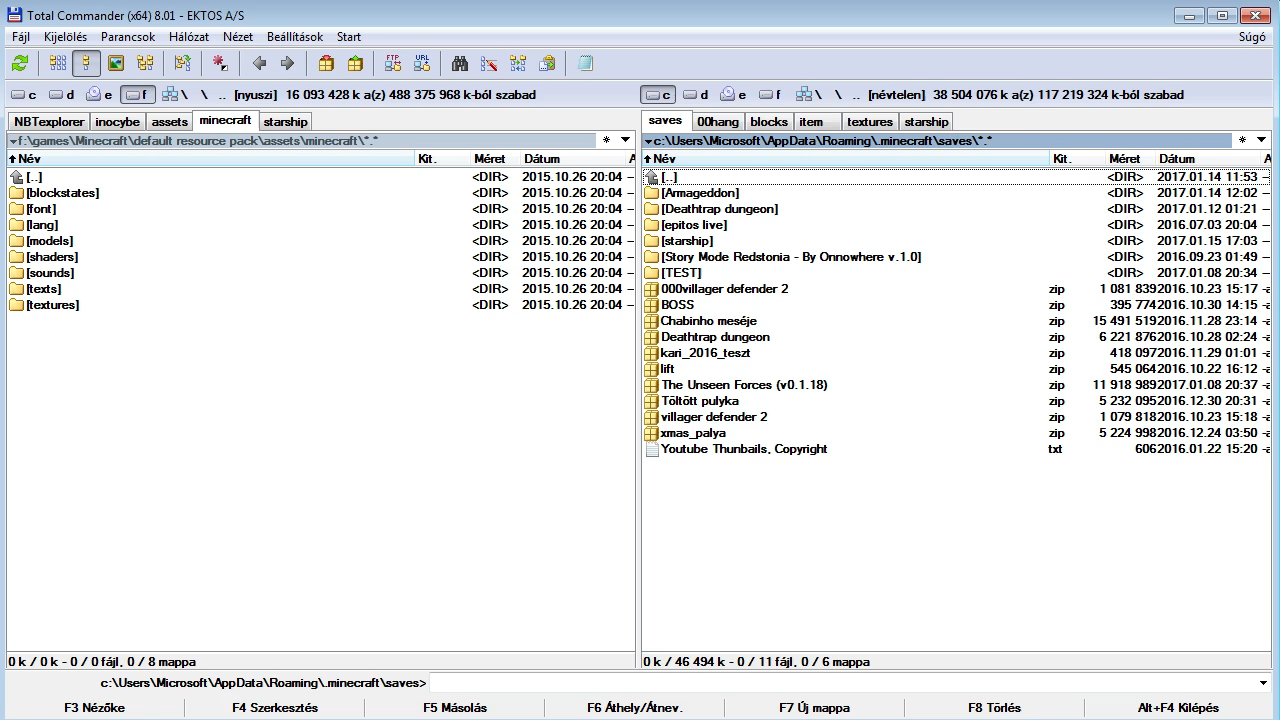 Total Commander (x64) 8.01 - EKTOS A/S
Fájl Kijelölés Parancsok Hálózat Nézet Beállítások Start Súgó
FTP URL
c d e f \ \ .. [nyuszi] 16 093 428 k a(z) 488 375 968 k-ból szabad
c d e f \ \ .. [névtelen] 38 504 076 k a(z) 117 219 324 k-ból szabad
NBTexplorer inocybe assets minecraft starship
saves 00hang blocks item textures starship
f:\games\Minecraft\default resource pack\assets\minecraft\*.* *
c:\Users\Microsoft\AppData\Roaming\.minecraft\saves\*.* *
Név Kit. Méret Dátum A
[..] <DIR> 2015.10.26 20:04 –
[blockstates] <DIR> 2015.10.26 20:04 –
[font] <DIR> 2015.10.26 20:04 –
[lang] <DIR> 2015.10.26 20:04 –
[models] <DIR> 2015.10.26 20:04 –
[shaders] <DIR> 2015.10.26 20:04 –
[sounds] <DIR> 2015.10.26 20:04 –
[texts] <DIR> 2015.10.26 20:04 –
[textures] <DIR> 2015.10.26 20:04 –
0 k / 0 k - 0 / 0 fájl, 0 / 8 mappa
Név Kit. Méret Dátum A
[..] <DIR> 2017.01.14 11:53 –
[Armageddon] <DIR> 2017.01.14 12:02 –
[Deathtrap dungeon] <DIR> 2017.01.12 01:21 –
[epitos live] <DIR> 2016.07.03 20:04 –
[starship] <DIR> 2017.01.15 17:03 –
[Story Mode Redstonia - By Onnowhere v.1.0] <DIR> 2016.09.23 01:49 –
[TEST] <DIR> 2017.01.08 20:34 –
000villager defender 2 zip 1 081 839 2016.10.23 15:17 -a
BOSS zip 395 774 2016.10.30 14:15 -a
Chabinho meséje zip 15 491 519 2016.11.28 23:14 -a
Deathtrap dungeon zip 6 221 876 2016.10.28 02:24 -a
kari_2016_teszt zip 418 097 2016.11.29 01:01 -a
lift zip 545 064 2016.10.22 16:12 -a
The Unseen Forces (v0.1.18) zip 11 918 989 2017.01.08 20:37 -a
Töltött pulyka zip 5 232 095 2016.12.30 20:31 -a
villager defender 2 zip 1 079 818 2016.10.23 15:18 -a
xmas_palya zip 5 224 998 2016.12.24 03:50 -a
Youtube Thunbails, Copyright txt 606 2016.01.22 15:20 -a
0 k / 46 494 k - 0 / 11 fájl, 0 / 6 mappa
c:\Users\Microsoft\AppData\Roaming\.minecraft\saves>
F3 Nézőke F4 Szerkesztés F5 Másolás F6 Áthely/Átnev. F7 Új mappa F8 Törlés Alt+F4 Kilépés